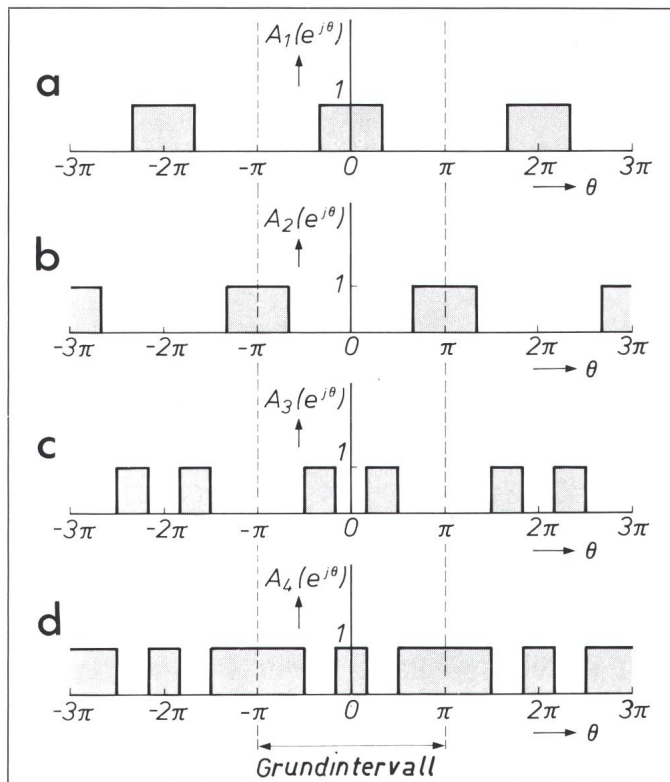 A₁(e^{jθ})
a
1
-3π -2π -π 0 π 2π 3π
θ
A₂(e^{jθ})
b
1
-3π -2π -π 0 π 2π 3π
θ
A₃(e^{jθ})
c
1
-3π -2π -π 0 π 2π 3π
θ
A₄(e^{jθ})
d
1
-3π -2π -π 0 π 2π 3π
θ
Grundintervall